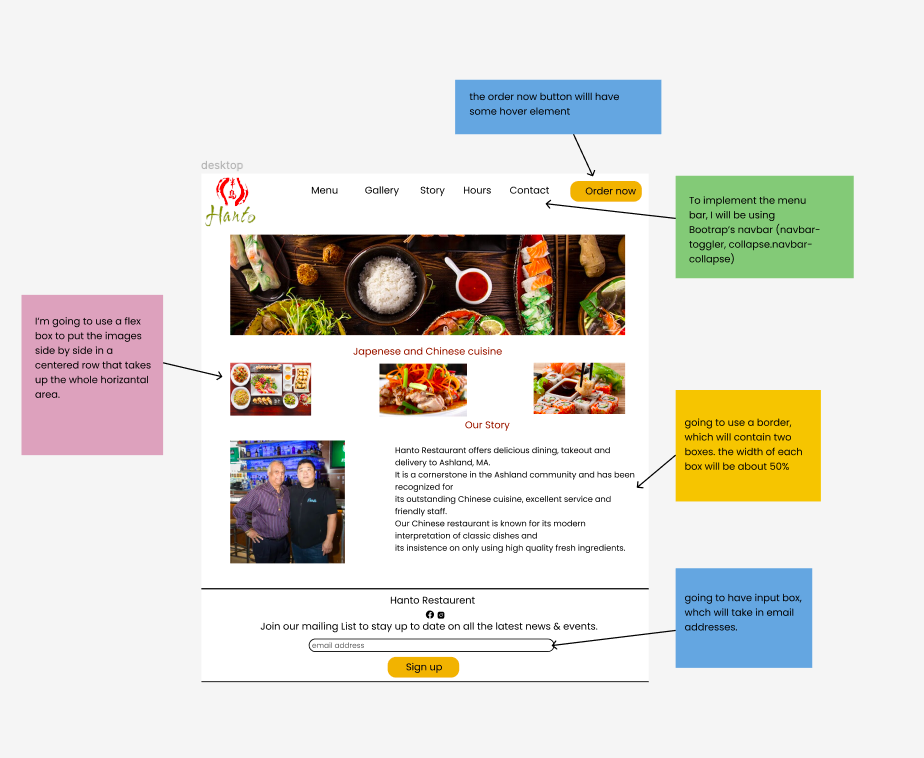 the order now button willl have
some hover element
desktop
Hanto
Menu Gallery Story Hours Contact Order now
To implement the menu
bar, I will be using
Bootrap's navbar (navbar-
toggler, collapse.navbar-
collapse)
I'm going to use a flex
box to put the images
side by side in a
centered row that takes
up the whole horizantal
area.
Japenese and Chinese cuisine
Our Story
going to use a border,
which will contain two
boxes. the width of each
box will be about 50%
Hanto Restaurant offers delicious dining, takeout and
delivery to Ashland, MA.
It is a cornerstone in the Ashland community and has been
recognized for
its outstanding Chinese cuisine, excellent service and
friendly staff.
Our Chinese restaurant is known for its modern
interpretation of classic dishes and
its insistence on only using high quality fresh ingredients.
going to have input box,
whch will take in email
addresses.
Hanto Restaurent
Join our mailing List to stay up to date on all the latest news & events.
email address
Sign up